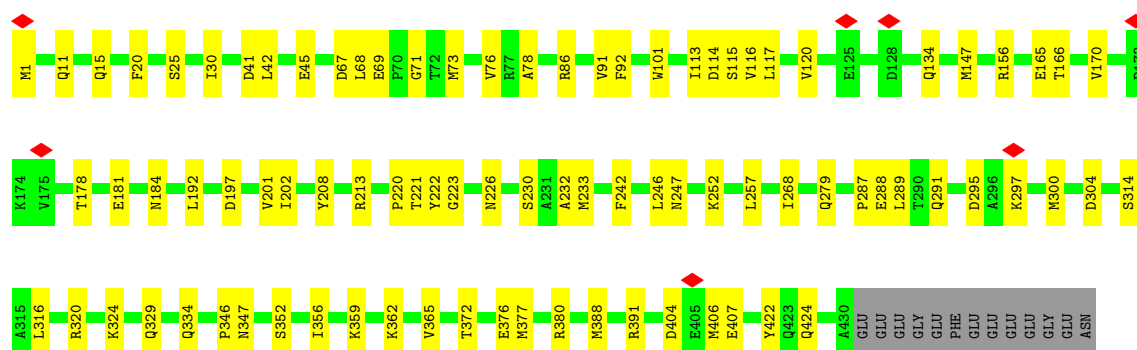 M1 Q11 Q15 F20 S25 I30 D41 L42 E45 D67 L68 E69 P70 G71 T72 M73 V76 R77 A78 R86 V91 F92 W101 I113 D114 S115 V116 L117 V120 E125 D128 Q134 M147 R156 E165 T166 V170
K174 V175 T178 E181 N184 L192 D197 V201 I202 Y208 R213 P220 T221 Y222 G223 N226 S230 A231 A232 M233 F242 L246 N247 K252 L257 I268 Q279 P287 E288 L289 T290 Q291 D295 A296 K297 M300 D304 S314
A315 L316 R320 K324 Q329 Q334 P346 N347 S352 I356 K359 K362 V365 T372 E376 M377 R380 M388 R391 D404 E405 M406 E407 Y422 Q423 Q424 A430 GLU GLU GLU GLY GLU PHE GLU GLU GLU GLU GLY GLU ASN